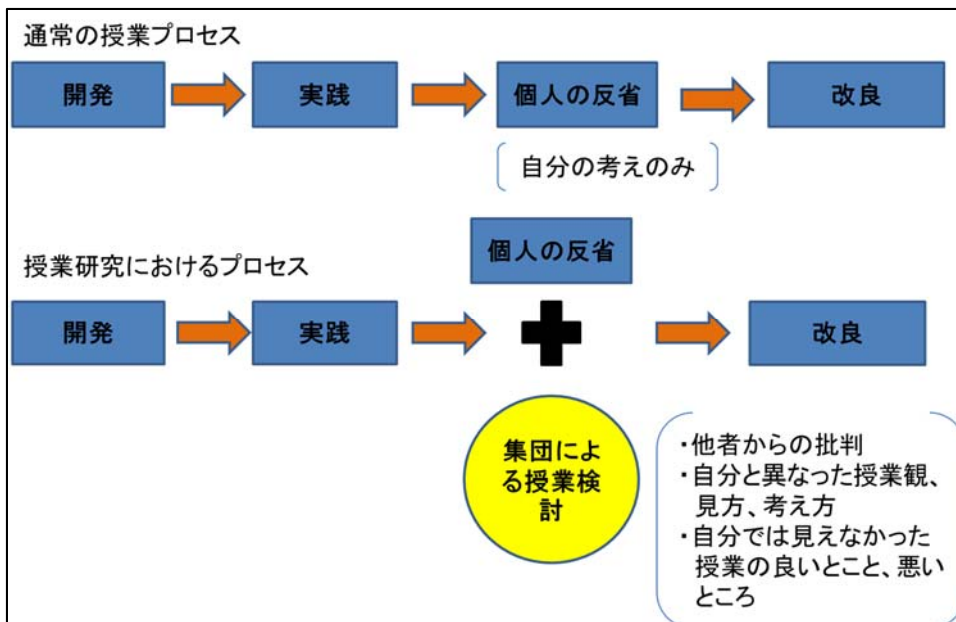 通常の授業プロセス
開発
実践
個人の反省
改良
自分の考えのみ
個人の反省
授業研究におけるプロセス
開発
実践
改良
集団によ
る授業検
討
・他者からの批判
・自分と異なった授業観、
見方、考え方
・自分では見えなかった
授業の良いとこと、悪い
ところ